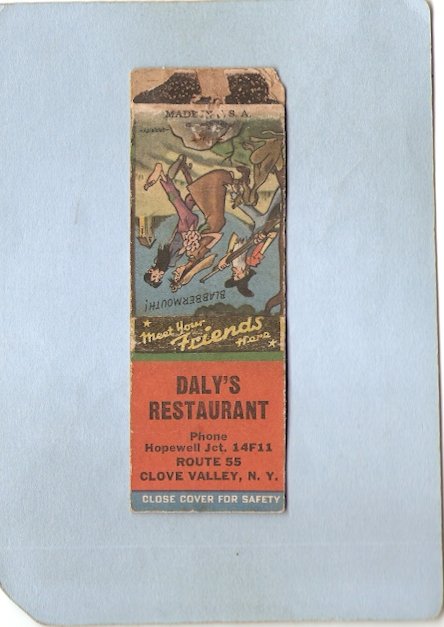 MADE IN U. S. A.
BLABBERMOUTH!
Meet Your
Friends
Here
DALY'S
RESTAURANT
Phone
Hopewell Jct. 14F11
ROUTE 55
CLOVE VALLEY, N. Y.
CLOSE COVER FOR SAFETY